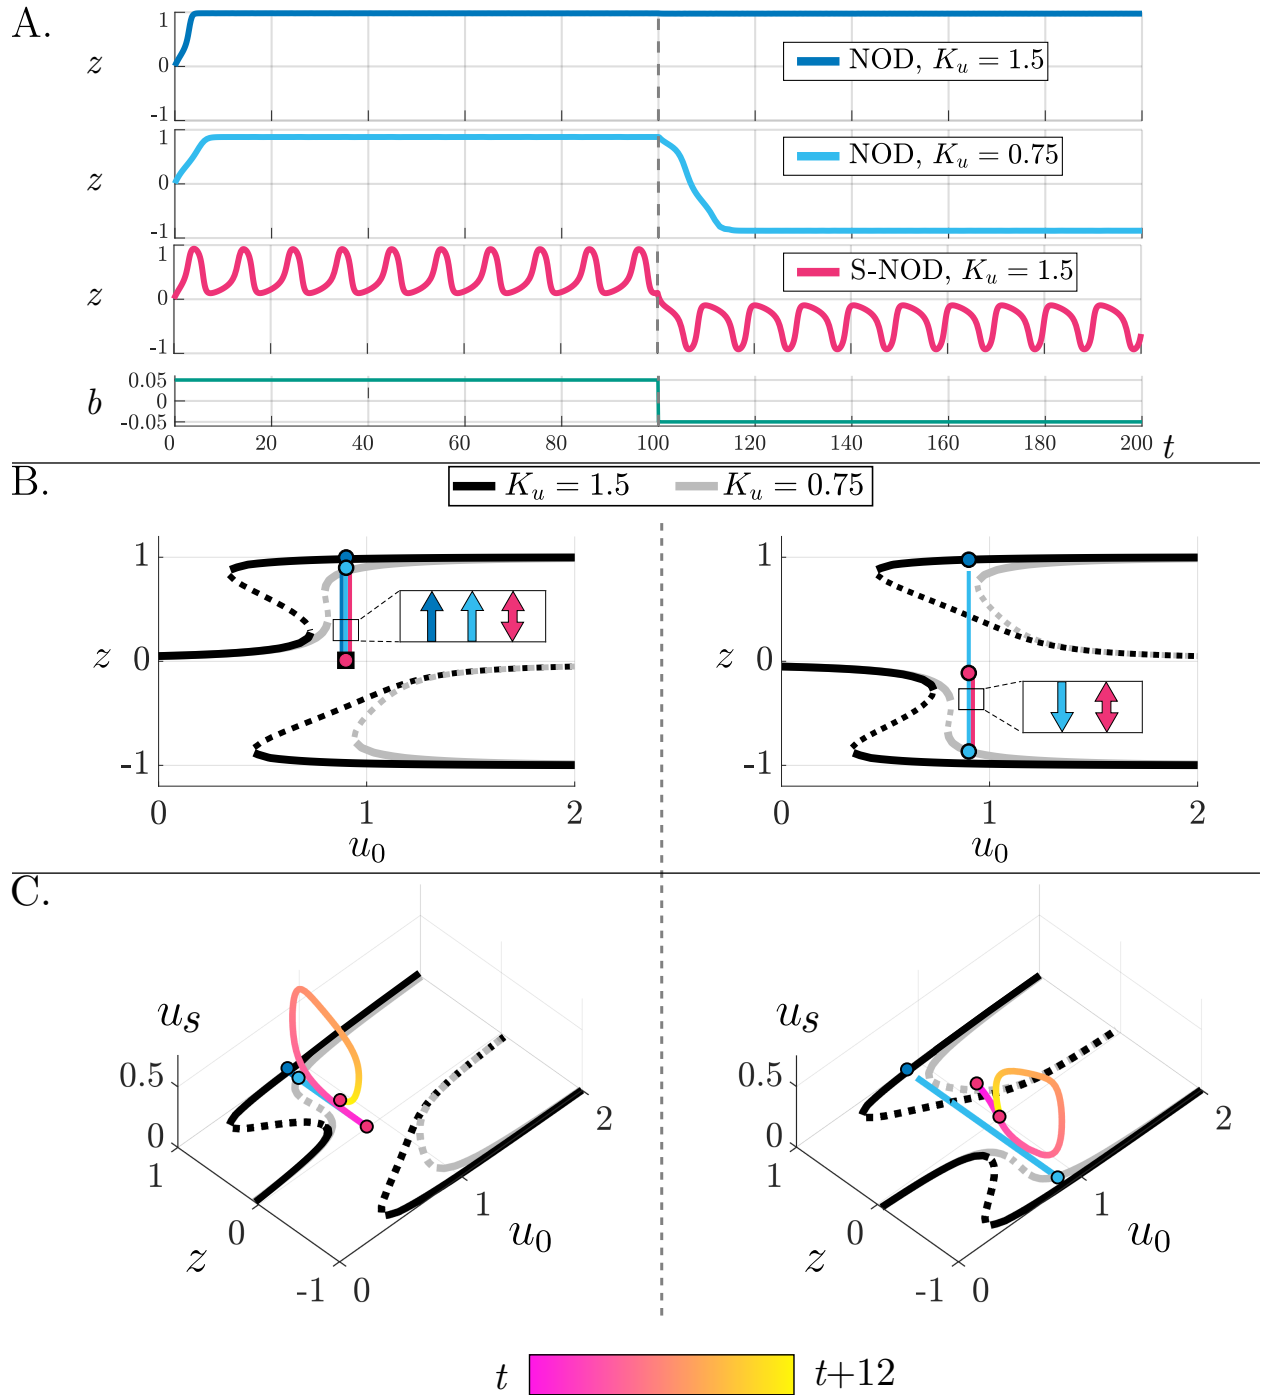 A.
1
z
0
-1
NOD, K_u = 1.5
1
z
0
-1
NOD, K_u = 0.75
1
z
0
-1
S-NOD, K_u = 1.5
0.05
b
0
-0.05
0 20 40 60 80 100 120 140 160 180 200 t
B.
K_u = 1.5 K_u = 0.75
1
z 0
-1
0 1 2
u_0
1
z 0
-1
0 1 2
u_0
C.
u_s
0.5
0
1
0
z
-1
0
1
2
u_0
u_s
0.5
0
1
0
z
-1
0
1
2
u_0
t t+12